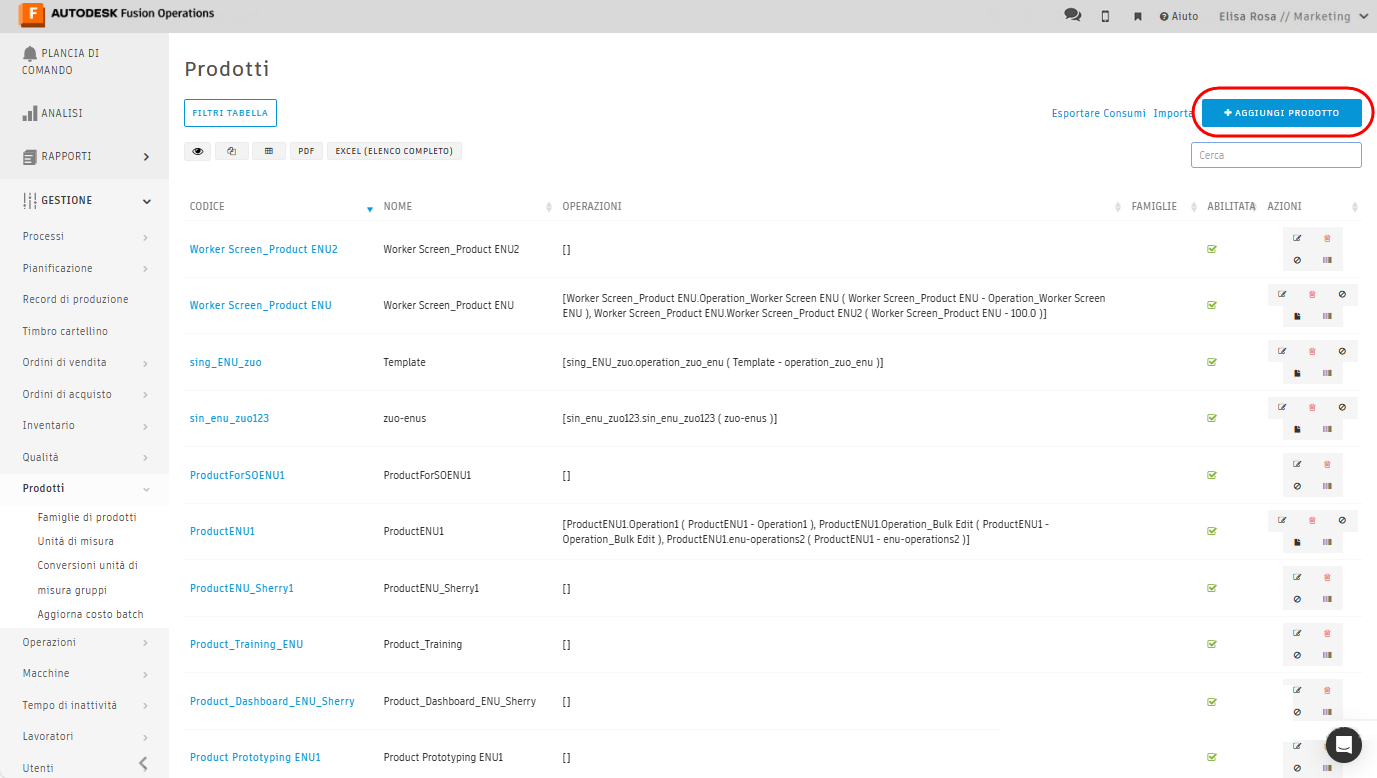 F AUTODESK Fusion Operations
Aiuto
Elisa Rosa // Marketing
PLANCIA DI
COMANDO
ANALISI
RAPPORTI
GESTIONE
Processi
Pianificazione
Record di produzione
Timbro cartellino
Ordini di vendita
Ordini di acquisto
Inventario
Qualità
Prodotti
Famiglie di prodotti
Unità di misura
Conversioni unità di
misura gruppi
Aggiorna costo batch
Operazioni
Macchine
Tempo di inattività
Lavoratori
Utenti
Prodotti
FILTRI TABELLA
Esportare Consumi Importa
+ AGGIUNGI PRODOTTO
PDF EXCEL (ELENCO COMPLETO)
Cerca
CODICE NOME OPERAZIONI FAMIGLIE ABILITATA AZIONI
Worker Screen_Product ENU2 Worker Screen_Product ENU2 []
Worker Screen_Product ENU Worker Screen_Product ENU [Worker Screen_Product ENU.Operation_Worker Screen ENU ( Worker Screen_Product ENU - Operation_Worker Screen
ENU ), Worker Screen_Product ENU.Worker Screen_Product ENU2 ( Worker Screen_Product ENU - 100.0 )]
sing_ENU_zuo Template [sing_ENU_zuo.operation_zuo_enu ( Template - operation_zuo_enu )]
sin_enu_zuo123 zuo-enus [sin_enu_zuo123.sin_enu_zuo123 ( zuo-enus )]
ProductForSOENU1 ProductForSOENU1 []
ProductENU1 ProductENU1 [ProductENU1.Operation1 ( ProductENU1 - Operation1 ), ProductENU1.Operation_Bulk Edit ( ProductENU1 -
Operation_Bulk Edit ), ProductENU1.enu-operations2 ( ProductENU1 - enu-operations2 )]
ProductENU_Sherry1 ProductENU_Sherry1 []
Product_Training_ENU Product_Training []
Product_Dashboard_ENU_Sherry Product_Dashboard_ENU_Sherry []
Product Prototyping ENU1 Product Prototyping ENU1 []